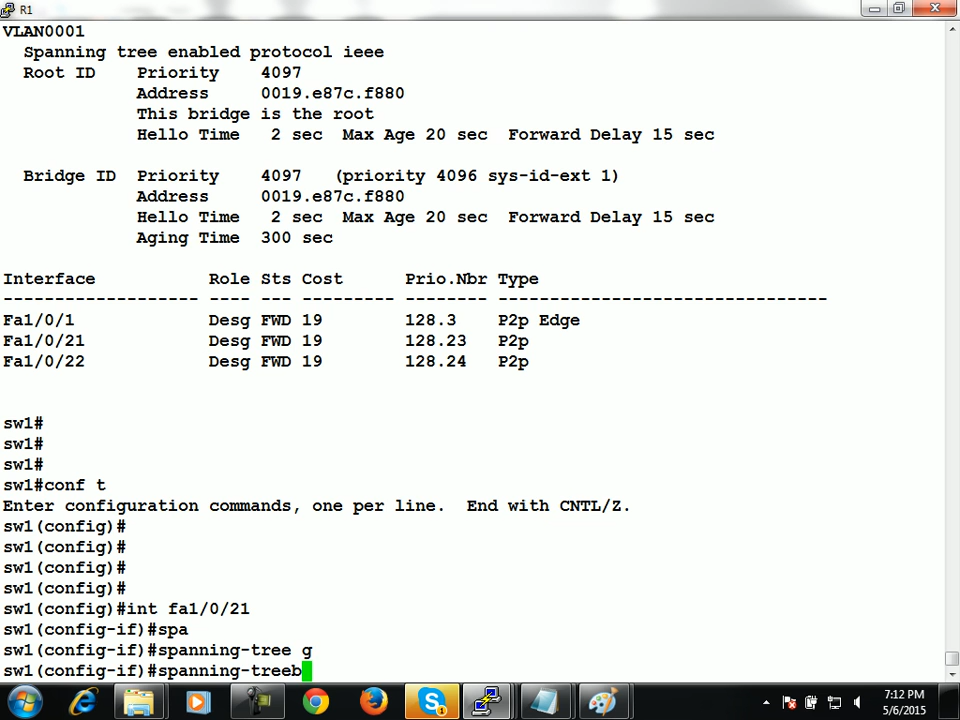 R1
VLAN0001
Spanning tree enabled protocol ieee
Root ID Priority 4097
Address 0019.e87c.f880
This bridge is the root
Hello Time 2 sec Max Age 20 sec Forward Delay 15 sec
Bridge ID Priority 4097 (priority 4096 sys-id-ext 1)
Address 0019.e87c.f880
Hello Time 2 sec Max Age 20 sec Forward Delay 15 sec
Aging Time 300 sec
Interface Role Sts Cost Prio.Nbr Type
------------------- ---- --- --------- -------- --------------------------------
Fa1/0/1 Desg FWD 19 128.3 P2p Edge
Fa1/0/21 Desg FWD 19 128.23 P2p
Fa1/0/22 Desg FWD 19 128.24 P2p
sw1#
sw1#
sw1#
sw1#conf t
Enter configuration commands, one per line. End with CNTL/Z.
sw1(config)#
sw1(config)#
sw1(config)#
sw1(config)#
sw1(config)#int fa1/0/21
sw1(config-if)#spa
sw1(config-if)#spanning-tree g
sw1(config-if)#spanning-treeb
7:12 PM
5/6/2015